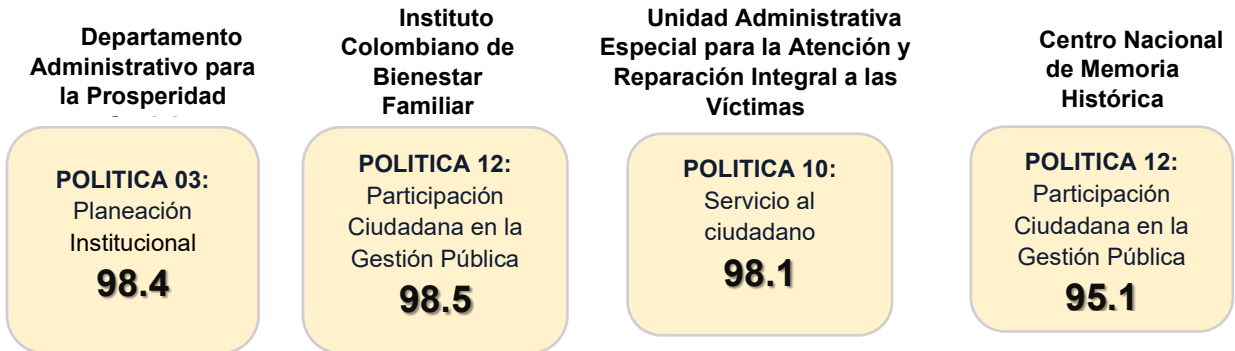 Departamento
Administrativo para
la Prosperidad
POLITICA 03:
Planeación
Institucional
98.4
Instituto
Colombiano de
Bienestar
Familiar
POLITICA 12:
Participación
Ciudadana en la
Gestión Pública
98.5
Unidad Administrativa
Especial para la Atención y
Reparación Integral a las
Víctimas
POLITICA 10:
Servicio al
ciudadano
98.1
Centro Nacional
de Memoria
Histórica
POLITICA 12:
Participación
Ciudadana en la
Gestión Pública
95.1